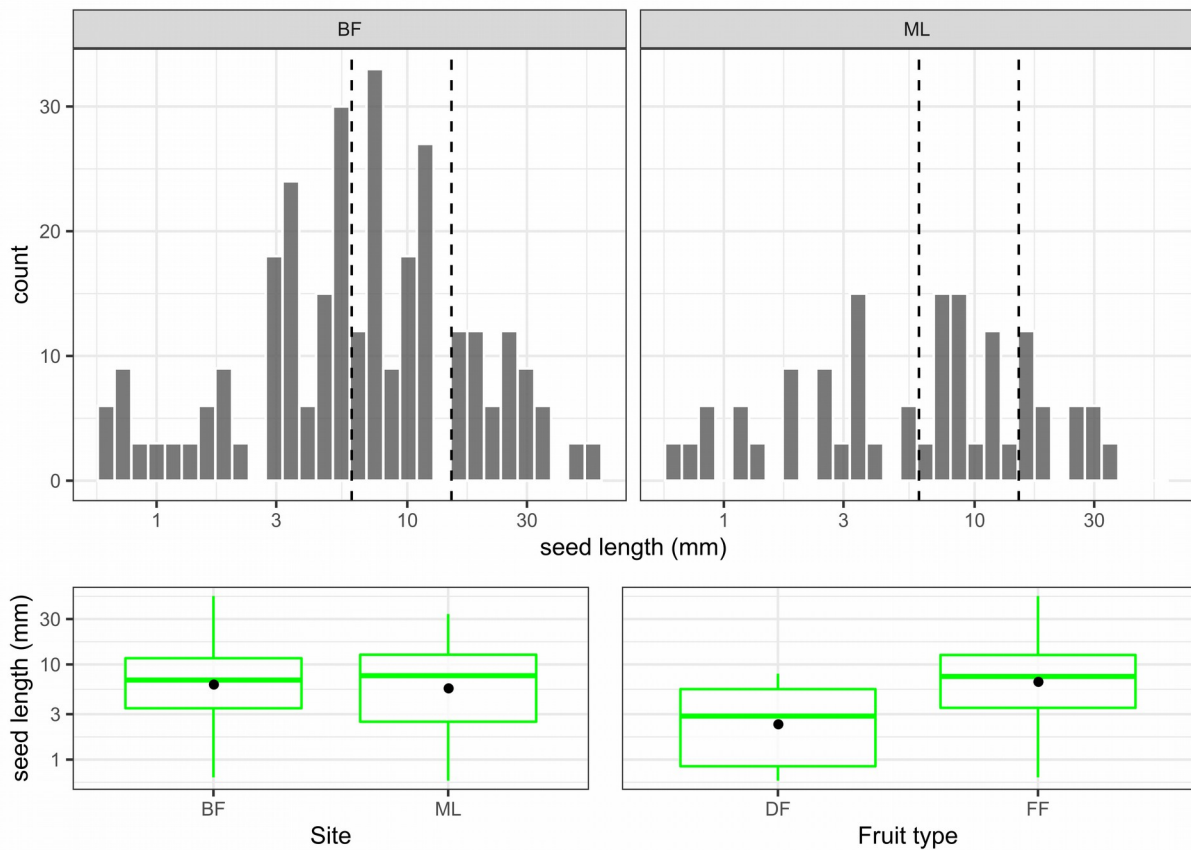 BF ML
count
30
20
10
0
1 3 10 30 1 3 10 30
seed length (mm)
seed length (mm)
30
10
3
1
BF ML DF FF
Site Fruit type